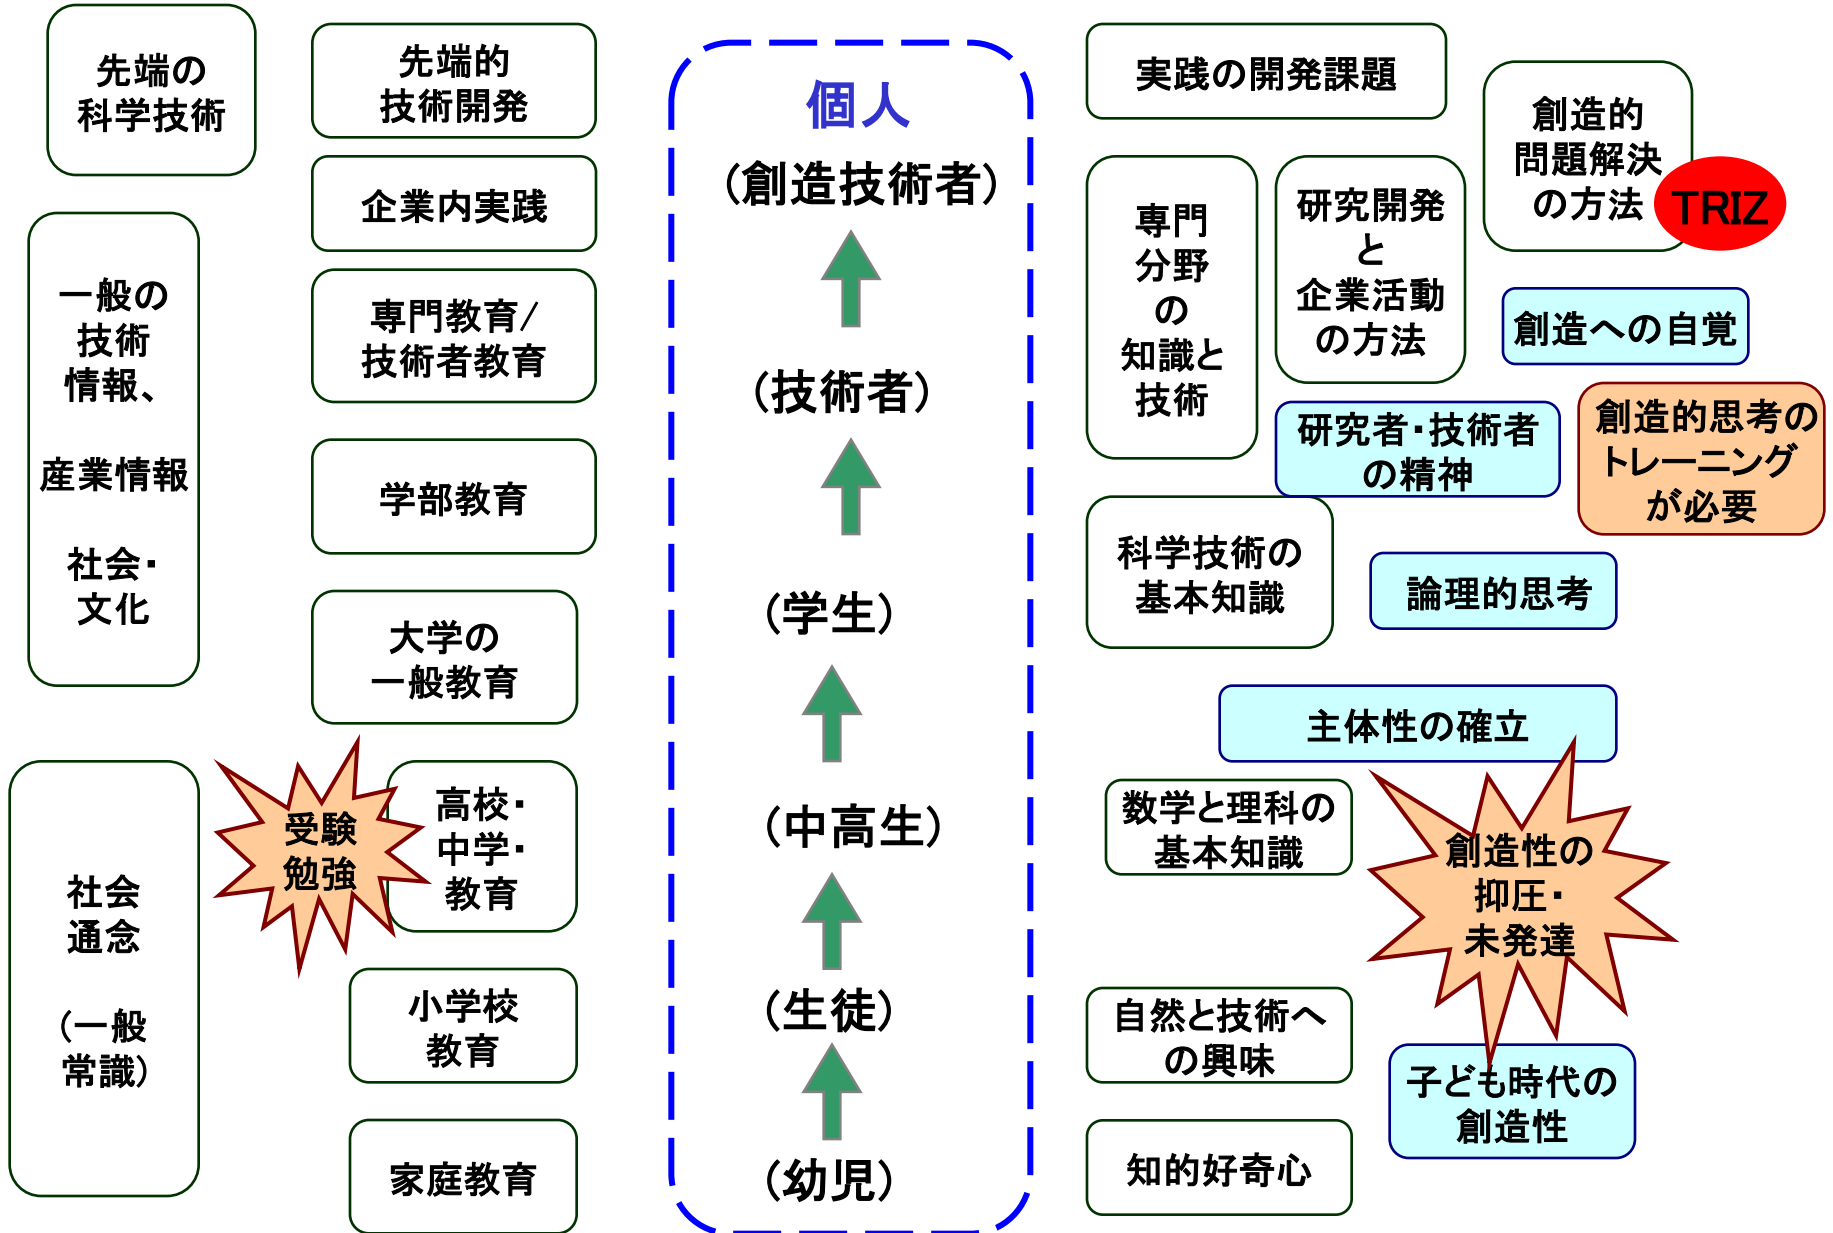 先端の
科学技術
一般の
技術
情報、
産業情報
社会・
文化
社会
通念
(一般
常識)
先端的
技術開発
企業内実践
専門教育/
技術者教育
学部教育
大学の
一般教育
高校・
中学・
教育
受験
勉強
小学校
教育
家庭教育
個人
(創造技術者)
(技術者)
(学生)
(中高生)
(生徒)
(幼児)
実践の開発課題
専門
分野
の
知識と
技術
研究開発
と
企業活動
の方法
創造的
問題解決
の方法
TRIZ
創造への自覚
研究者・技術者
の精神
創造的思考の
トレーニング
が必要
科学技術の
基本知識
論理的思考
主体性の確立
数学と理科の
基本知識
創造性の
抑圧・
未発達
自然と技術へ
の興味
子ども時代の
創造性
知的好奇心